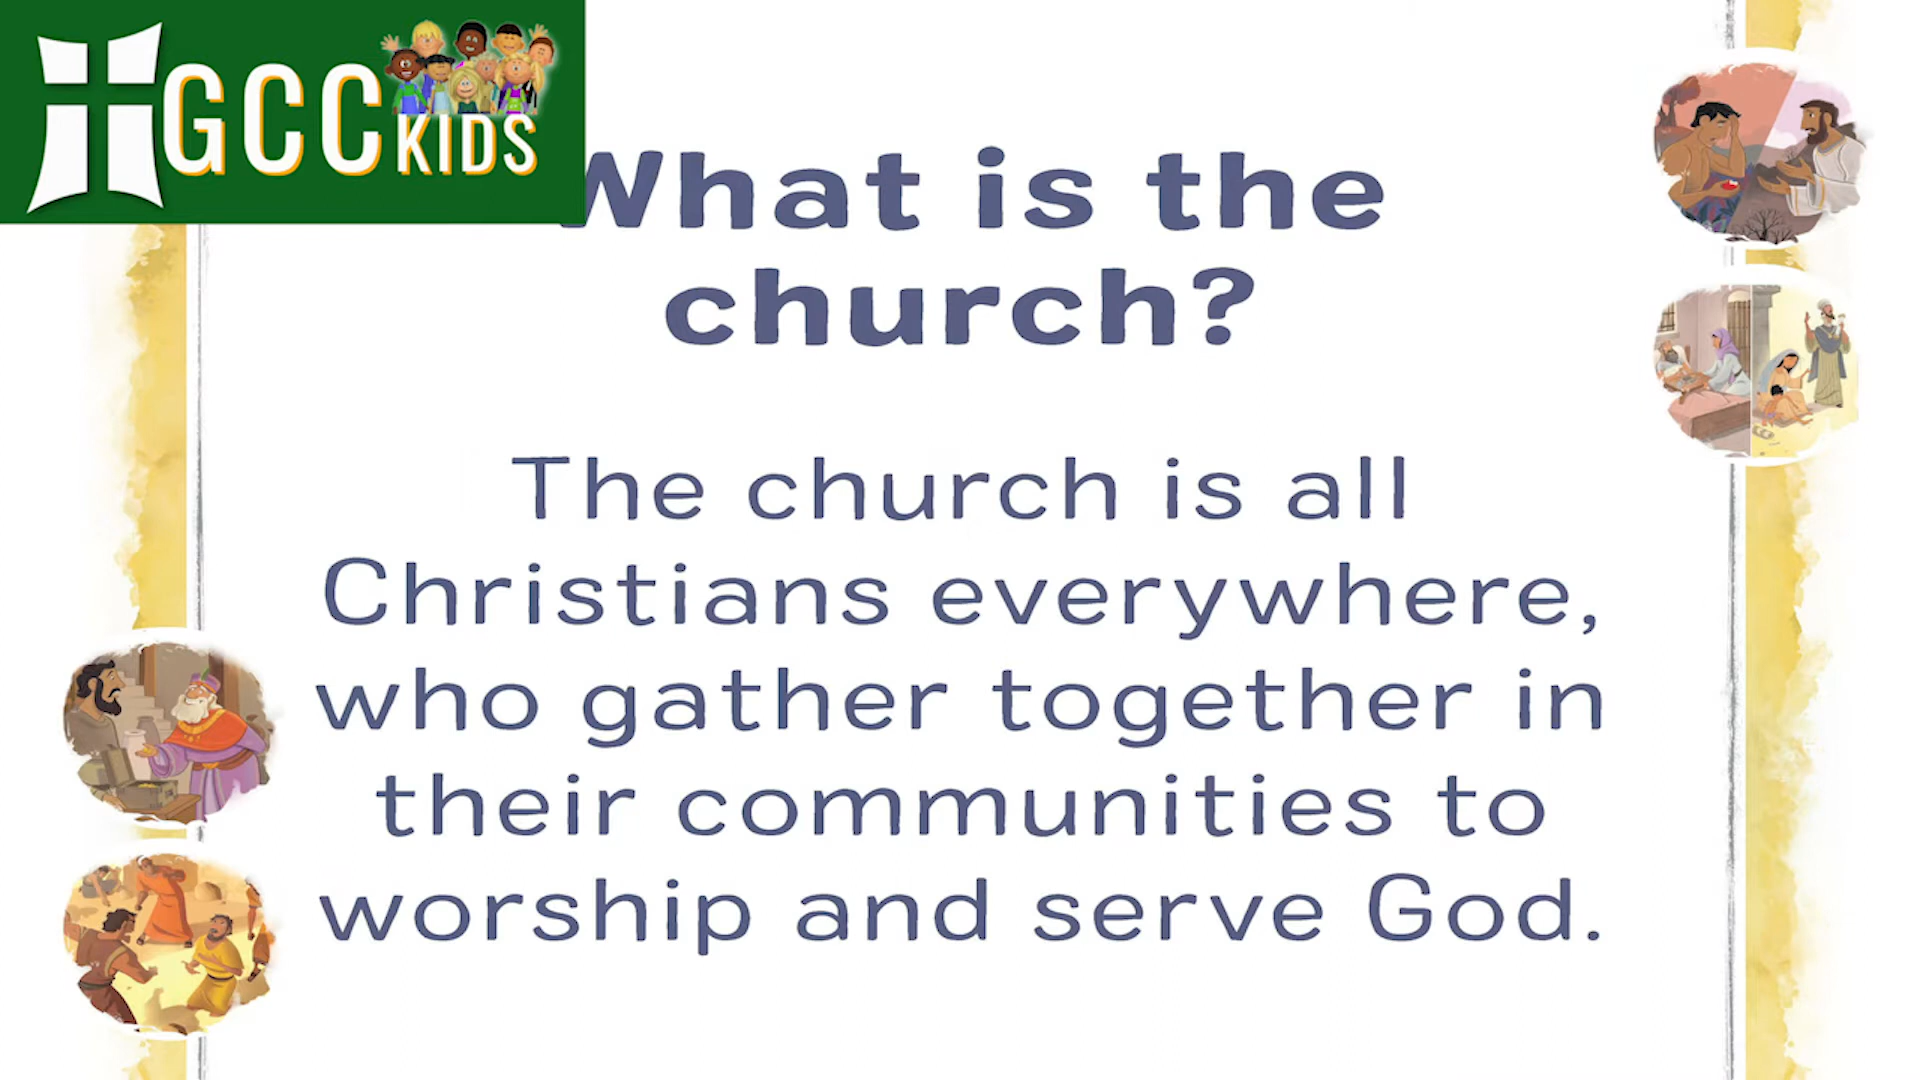 GCC KIDS
What is the
church?
The church is all
Christians everywhere,
who gather together in
their communities to
worship and serve God.